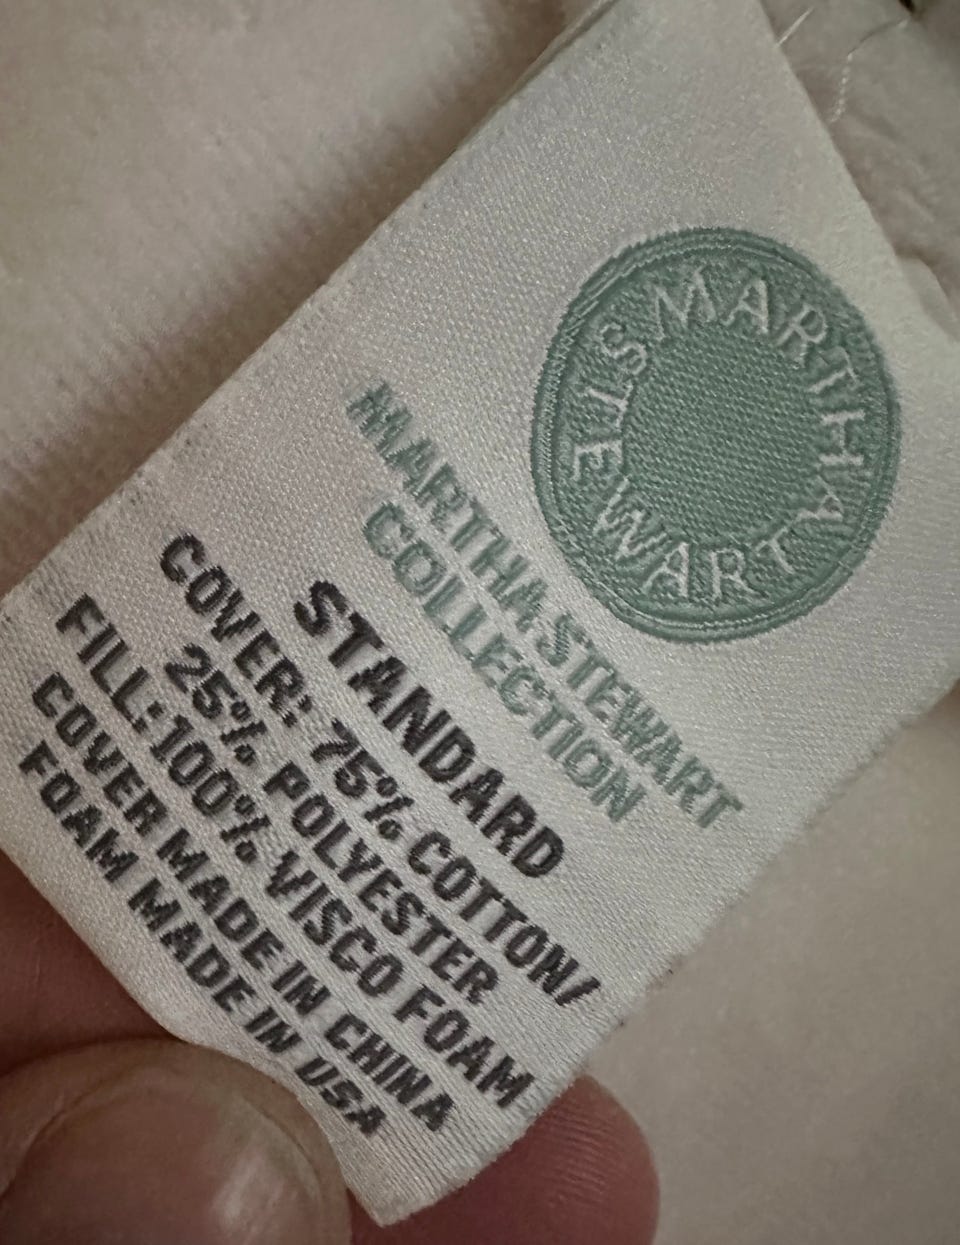 MARTHA
STEWART
MARTHA STEWART
COLLECTION
STANDARD
COVER: 75% COTTON/
25% POLYESTER
FILL: 100% VISCO FOAM
COVER MADE IN CHINA
FOAM MADE IN USA